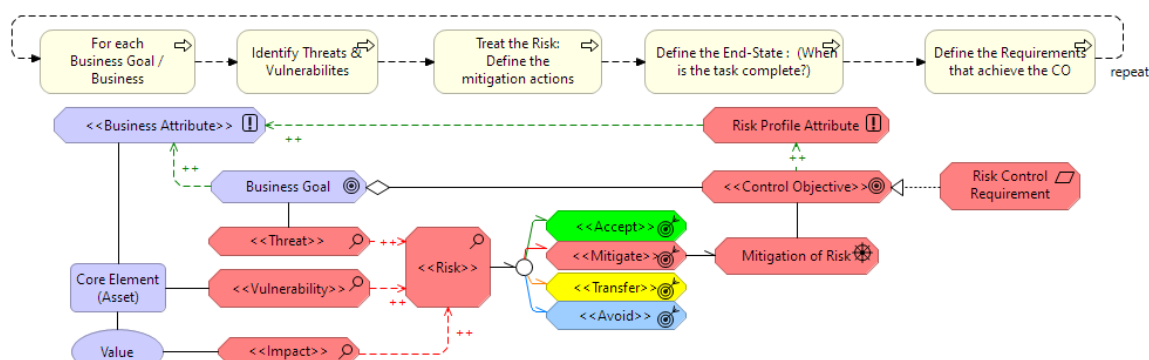 For each
Business Goal /
Business
Identify Threats &
Vulnerabilites
Treat the Risk:
Define the
mitigation actions
Define the End-State : (When
is the task complete?)
Define the Requirements
that achieve the CO
repeat
<<Business Attribute>>
++
Risk Profile Attribute
++
++
Business Goal
<<Control Objective>>
Risk Control
Requirement
<<Threat>>
++
<<Risk>>
<<Accept>>
<<Mitigate>>
Mitigation of Risk
Core Element
(Asset)
<<Vulnerability>>
++
<<Transfer>>
<<Avoid>>
++
Value
<<Impact>>